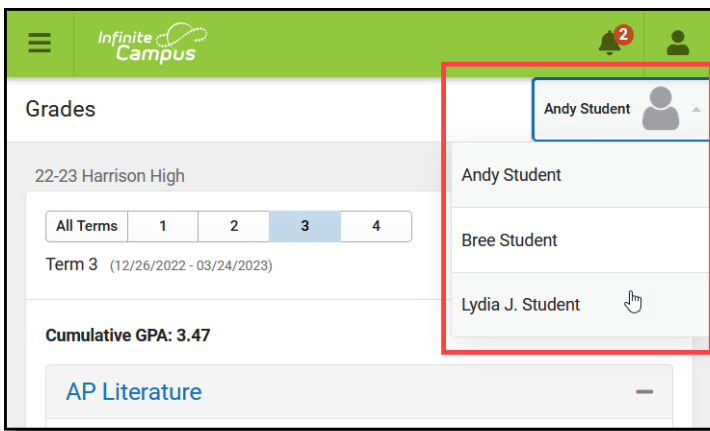 Infinite
Campus
2
Grades
Andy Student
22-23 Harrison High
Andy Student
All Terms 1 2 3 4
Bree Student
Term 3 (12/26/2022 - 03/24/2023)
Lydia J. Student
Cumulative GPA: 3.47
AP Literature